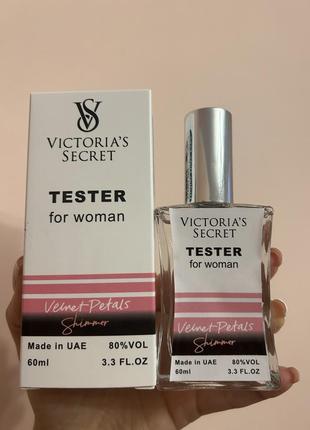 VS
VICTORIA'S
SECRET
TESTER
for woman
Velvet Petals
Shimmer
Made in UAE 80%VOL
60ml 3.3 FL.OZ
VICTORIA'S
SECRET
TESTER
for woman
Velvet Petals
Shimmer
Made in UAE 80%VOL
60ml 3.3 FL.OZ